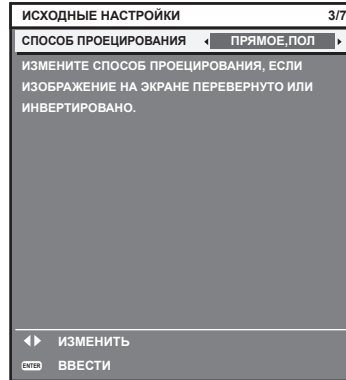 ИСХОДНЫЕ НАСТРОЙКИ 3/7
СПОСОБ ПРОЕЦИРОВАНИЯ ПРЯМОЕ,ПОЛ
ИЗМЕНИТЕ СПОСОБ ПРОЕЦИРОВАНИЯ, ЕСЛИ
ИЗОБРАЖЕНИЕ НА ЭКРАНЕ ПЕРЕВЕРНУТО ИЛИ
ИНВЕРТИРОВАНО.
ИЗМЕНИТЬ
ENTER ВВЕСТИ